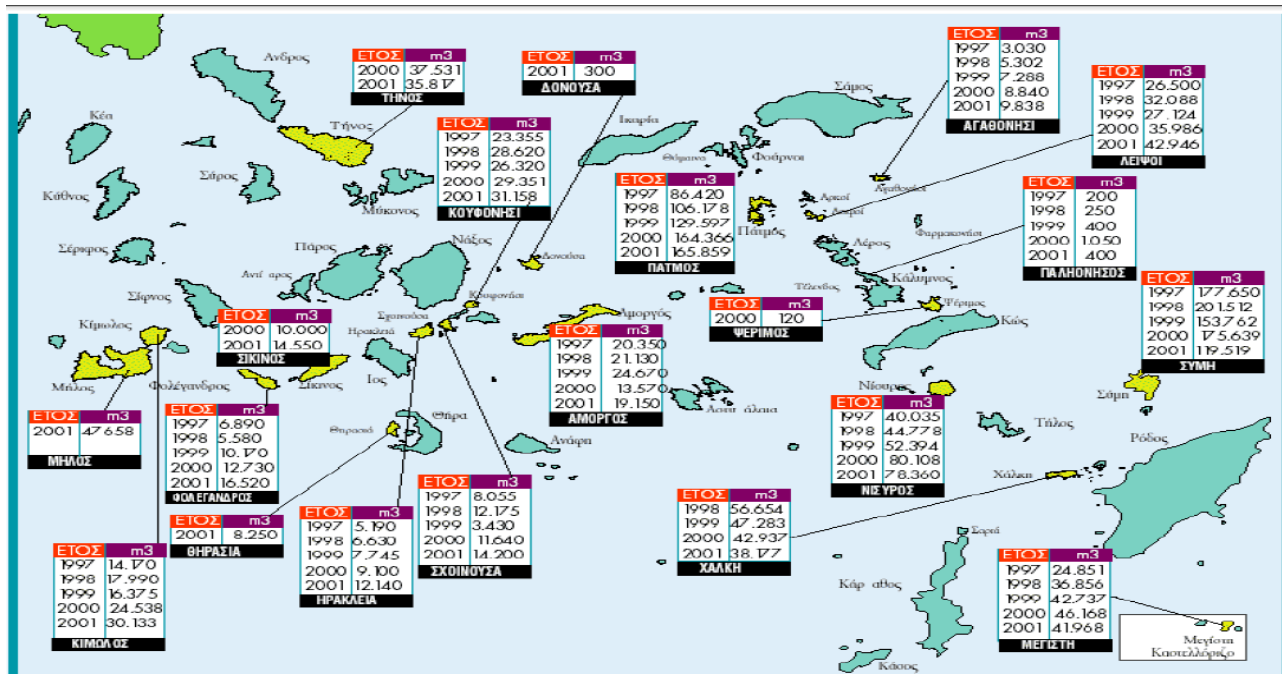 ΕΤΟΣ m3
2000 37.531
2001 35.817
ΤΗΝΟΣ
ΕΤΟΣ m3
2001 300
ΔΟΝΟΥΣΑ
ΕΤΟΣ m3
1997 3.030
1998 5.302
1999 7.288
2000 8.840
2001 9.838
ΑΓΑΘΟΝΗΣΙ
ΕΤΟΣ m3
1997 26.500
1998 32.088
1999 27.124
2000 35.986
2001 42.946
ΛΕΙΨΟΙ
ΕΤΟΣ m3
1997 23.355
1998 28.620
1999 26.320
2000 29.351
2001 31.158
ΚΟΥΦΟΝΗΣΙ
ΕΤΟΣ m3
1997 86.420
1998 106.178
1999 129.597
2000 164.366
2001 165.859
ΠΑΤΜΟΣ
ΕΤΟΣ m3
1997 200
1998 250
1999 400
2000 1.050
2001 400
ΠΑΛΗΟΝΗΣΟΣ
Ανδρος
Τήνος
Κέα
Σύρος
Κύθνος
Μύκονος
Ικαρία
Σάμος
Θύμαινα
Φούρνοι
Αγαθονήσι
Αρκοί
Λειψοί
Πάτμος
Φαρμακονήσι
Σέριφος
Πάρος
Νάξος
Δονούσα
Λέρος
Αντί αρος
Κάλυμνος
Τέλενδος
Σίφνος
Κουφονήσι
Σχοινούσα
Ηρακλειά
Αμοργός
Ψέριμος
Κώς
Κίμωλος
ΕΤΟΣ m3
2000 10.000
2001 14.550
ΣΙΚΙΝΟΣ
ΕΤΟΣ m3
2000 120
ΨΕΡΙΜΟΣ
ΕΤΟΣ m3
1997 177.650
1998 201.512
1999 153.762
2000 175.639
2001 119.519
ΣΥΜΗ
ΕΤΟΣ m3
1997 20.350
1998 21.130
1999 24.670
2000 13.570
2001 19.150
ΑΜΟΡΓΟΣ
Μήλος
Φολέγανδρος
Σίκινος
Ιος
Νίσυρος
Σύμη
ΕΤΟΣ m3
2001 47.658
ΜΗΛΟΣ
ΕΤΟΣ m3
1997 6.890
1998 5.580
1999 10.170
2000 12.730
2001 16.520
ΦΟΛΕΓΑΝΔΡΟΣ
Θήρα
Θηρασιά
Ανάφη
ΕΤΟΣ m3
1997 40.035
1998 44.778
1999 52.394
2000 80.108
2001 78.360
ΝΙΣΥΡΟΣ
Τήλος
Ρόδος
Χάλκη
ΕΤΟΣ m3
2001 8.250
ΘΗΡΑΣΙΑ
ΕΤΟΣ m3
1997 5.190
1998 6.630
1999 7.745
2000 9.100
2001 12.140
ΗΡΑΚΛΕΙΑ
ΕΤΟΣ m3
1997 8.055
1998 12.175
1999 3.430
2000 11.640
2001 14.200
ΣΧΟΙΝΟΥΣΑ
ΕΤΟΣ m3
1998 56.654
1999 47.283
2000 42.937
2001 38.177
ΧΑΛΚΗ
ΕΤΟΣ m3
1997 14.170
1998 17.990
1999 16.375
2000 24.538
2001 30.133
ΚΙΜΩΛΟΣ
Σαρία
Κάρ αθος
Κάσος
ΕΤΟΣ m3
1997 24.851
1998 36.856
1999 42.737
2000 46.168
2001 41.968
ΜΕΓΙΣΤΗ
Μεγίστα
Καστελλόριζο